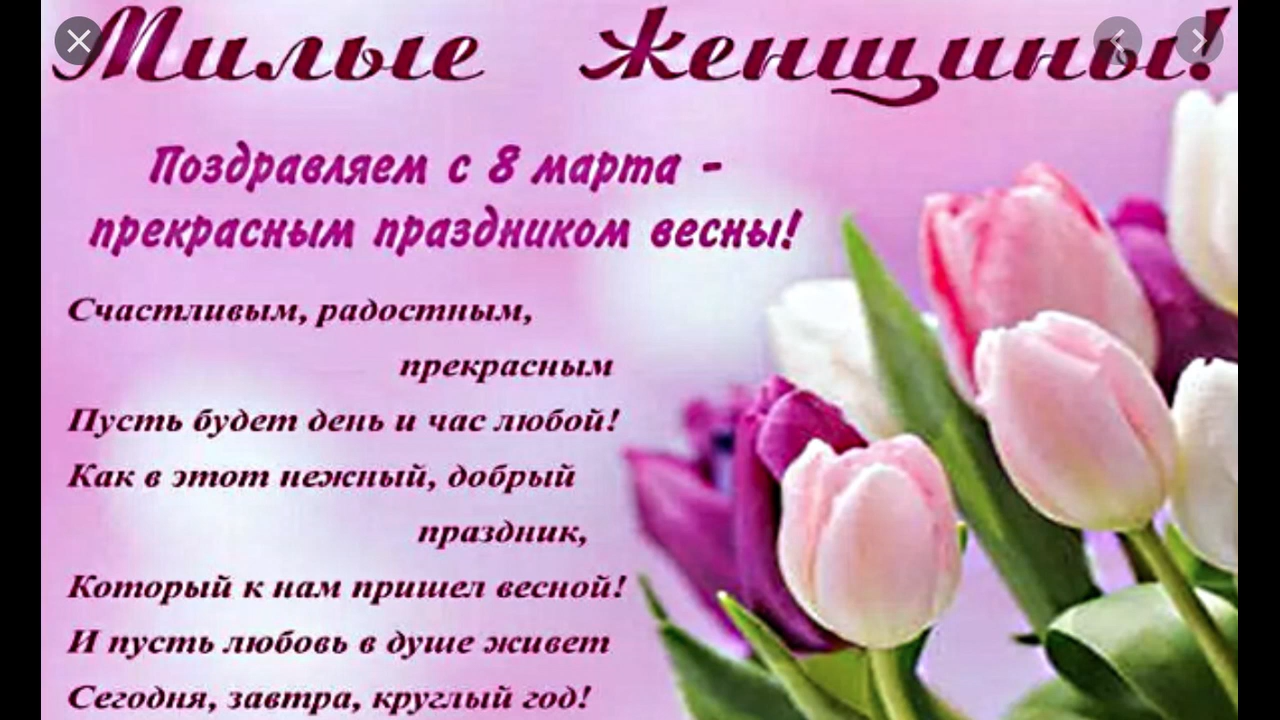 Милые женщины!
Поздравляем с 8 марта -
прекрасным праздником весны!
Счастливым, радостным,
прекрасным
Пусть будет день и час любой!
Как в этот нежный, добрый
праздник,
Который к нам пришел весной!
И пусть любовь в душе живет
Сегодня, завтра, круглый год!